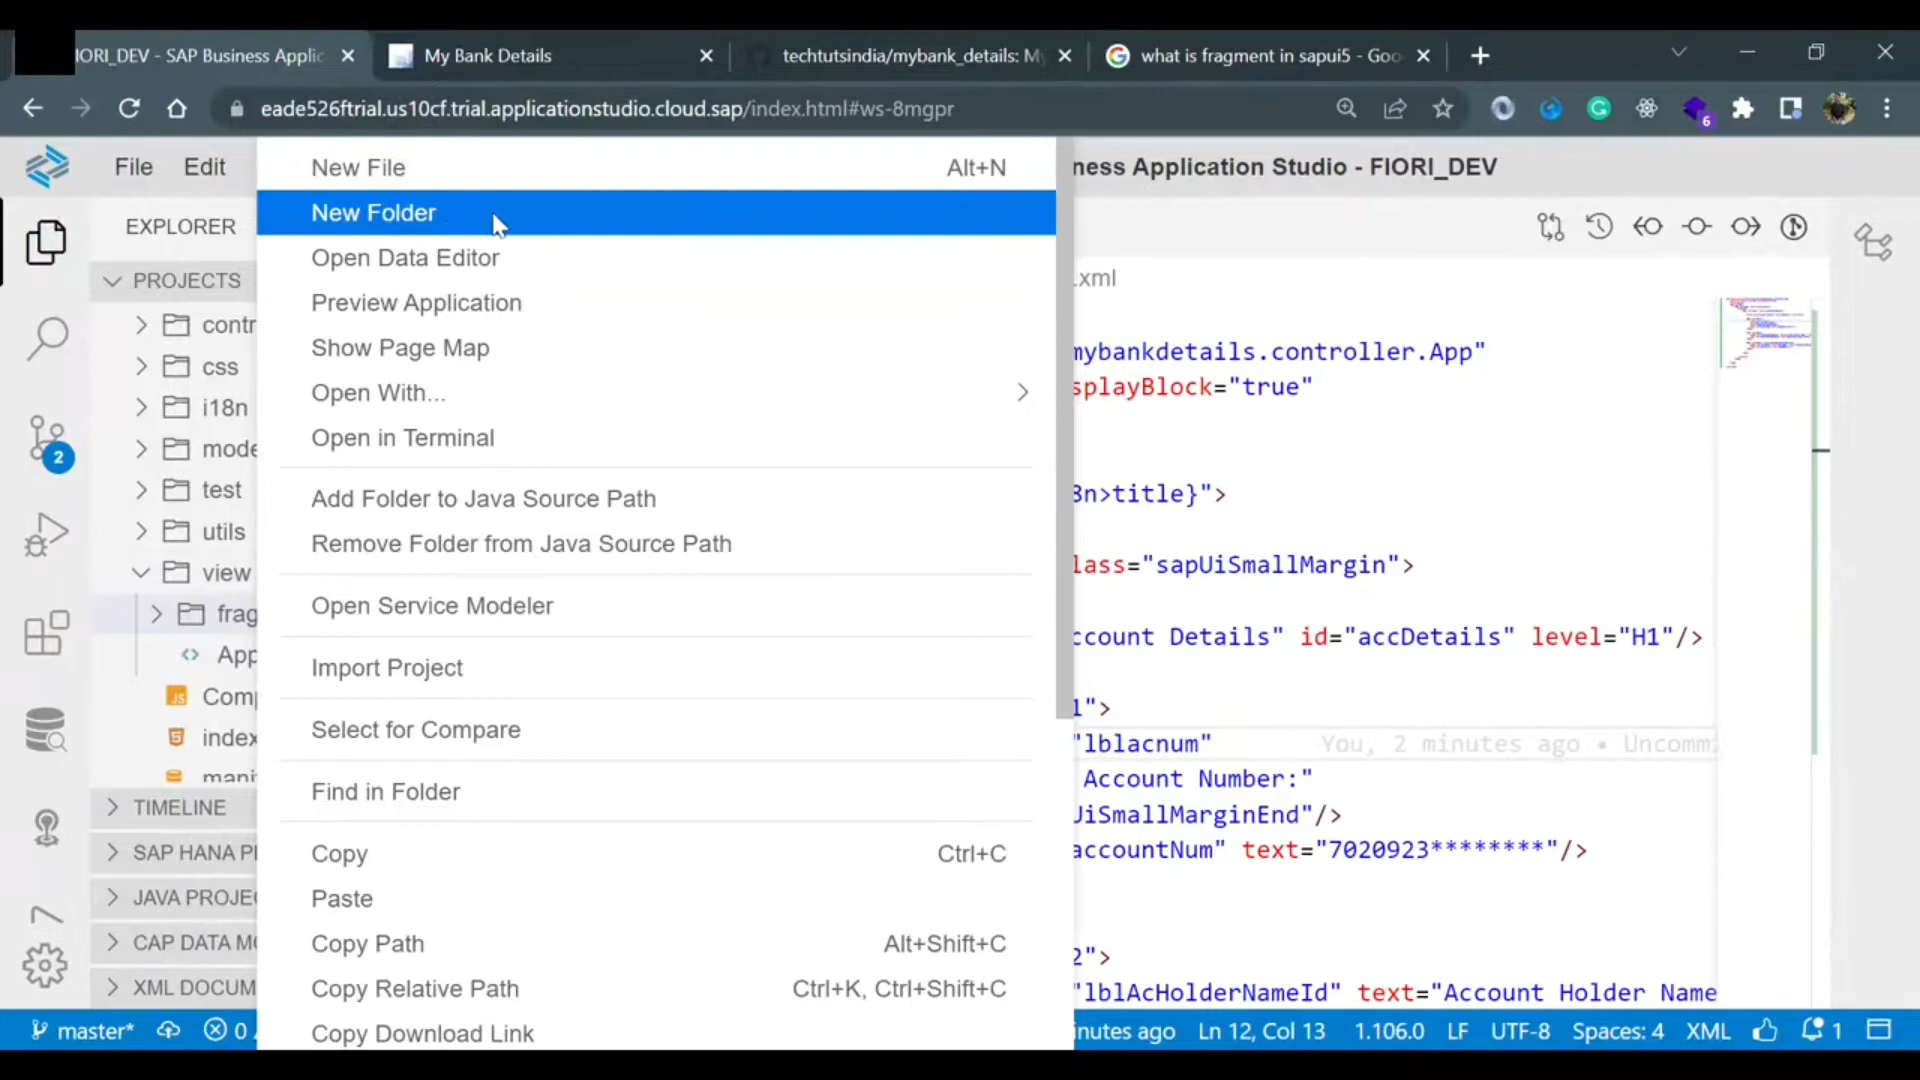 IORI_DEV - SAP Business Applic
My Bank Details
techtutsindia/mybank_details: My
what is fragment in sapui5 - Goo
eade526ftrial.us10cf.trial.applicationstudio.cloud.sap/index.html#ws-8mgpr
6
File Edit
ness Application Studio - FIORI_DEV
EXPLORER
PROJECTS
contr
css
i18n
mode
test
utils
view
frag
App
Comp
index
mani
TIMELINE
SAP HANA P
JAVA PROJE
CAP DATA M
XML DOCUM
2
New File Alt+N
New Folder
Open Data Editor
Preview Application
Show Page Map
Open With...
Open in Terminal
Add Folder to Java Source Path
Remove Folder from Java Source Path
Open Service Modeler
Import Project
Select for Compare
Find in Folder
Copy Ctrl+C
Paste
Copy Path Alt+Shift+C
Copy Relative Path Ctrl+K, Ctrl+Shift+C
Copy Download Link
.xml
mybankdetails.controller.App"
splayBlock="true"
8n>title}">
lass="sapUiSmallMargin">
ccount Details" id="accDetails" level="H1"/>
1">
"lblacnum" You, 2 minutes ago • Uncommi
Account Number:"
UiSmallMarginEnd"/>
accountNum" text="7020923********"/>
2">
"lblAcHolderNameId" text="Account Holder Name
master* 0 inutes ago Ln 12, Col 13 1.106.0 LF UTF-8 Spaces: 4 XML 1